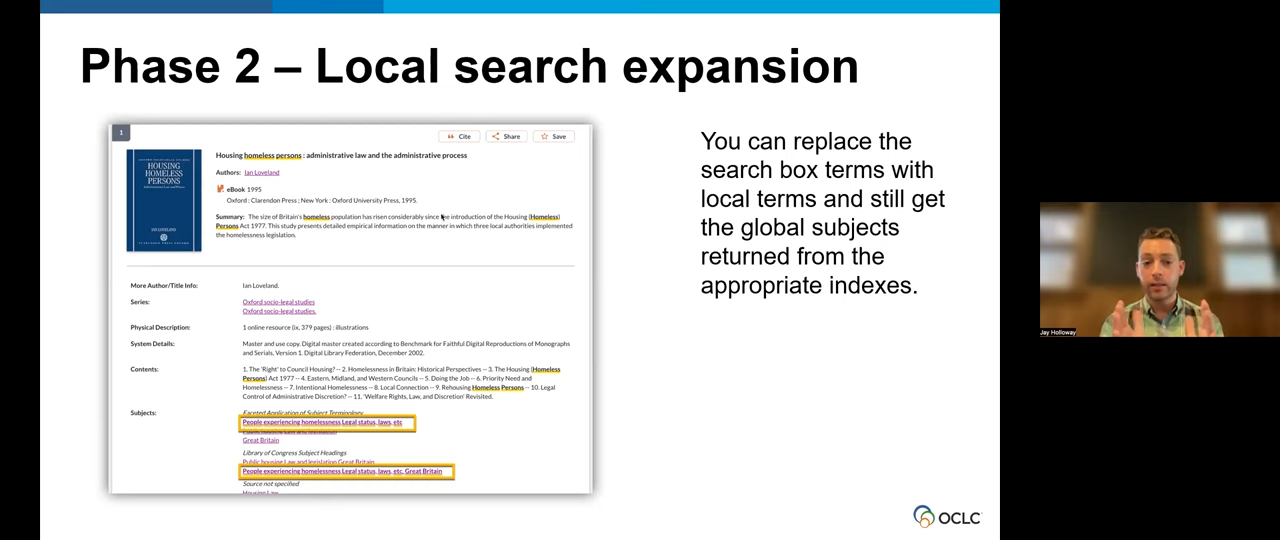 Phase 2 – Local search expansion
1
Cite
Share
Save
HOUSING
HOMELESS
PERSONS
IAN LOVELAND
Housing homeless persons : administrative law and the administrative process
Authors: Ian Loveland
eBook 1995
Oxford : Clarendon Press ; New York : Oxford University Press, 1995.
Summary: The size of Britain's homeless population has risen considerably since the introduction of the Housing (Homeless)
Persons Act 1977. This study presents detailed empirical information on the manner in which three local authorities implemented
the homelessness legislation.
More Author/Title Info: Ian Loveland.
Series: Oxford socio-legal studies
Oxford socio-legal studies.
Physical Description: 1 online resource (ix, 379 pages) : illustrations
System Details: Master and use copy. Digital master created according to Benchmark for Faithful Digital Reproductions of Monographs
and Serials, Version 1. Digital Library Federation, December 2002.
Contents: 1. The 'Right' to Council Housing? -- 2. Homelessness in Britain: Historical Perspectives -- 3. The Housing (Homeless
Persons) Act 1977 -- 4. Eastern, Midland, and Western Councils -- 5. Doing the Job -- 6. Priority Need and
Homelessness -- 7. Intentional Homelessness -- 8. Local Connection -- 9. Rehousing Homeless Persons -- 10. Legal
Control of Administrative Discretion? -- 11. 'Welfare Rights, Law, and Discretion' Revisited.
Subjects: Faceted Application of Subject Terminology
People experiencing homelessness Legal status, laws, etc
Great Britain
Library of Congress Subject Headings
Public housing Law and legislation Great Britain
People experiencing homelessness Legal status, laws, etc. Great Britain
Source not specified
Housing Law
You can replace the
search box terms with
local terms and still get
the global subjects
returned from the
appropriate indexes.
OCLC
Jay Holloway